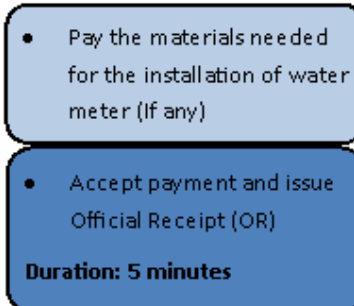 • Pay the materials needed
for the installation of water
meter (If any)
• Accept payment and issue
Official Receipt (OR)
Duration: 5 minutes